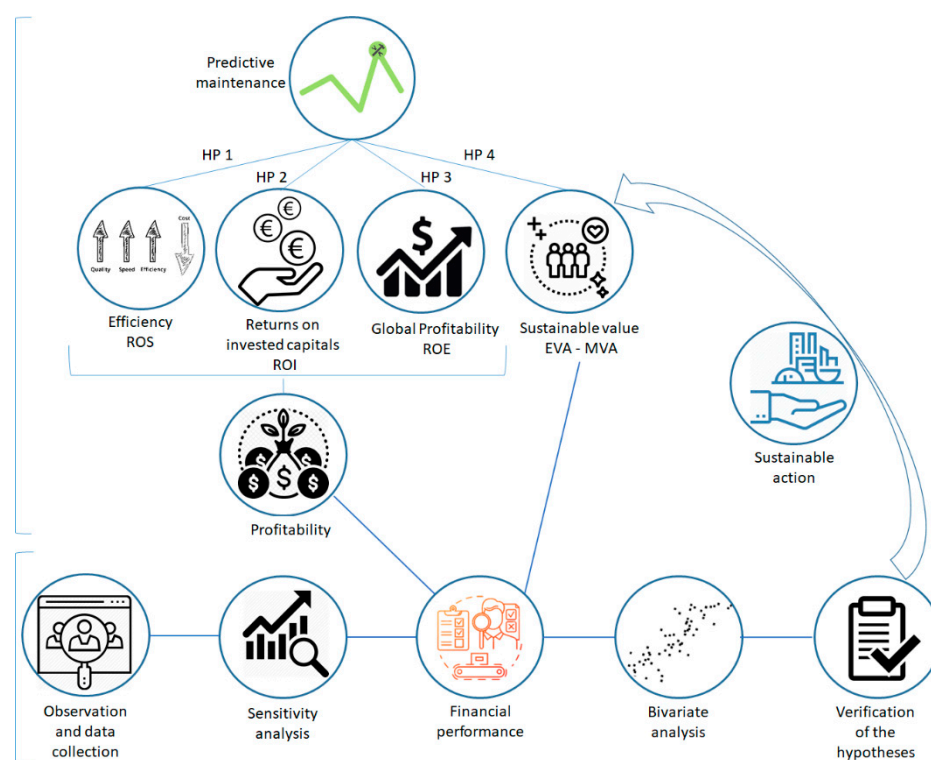 Predictive
maintenance
HP 1
HP 2
HP 3
HP 4
Quality
Speed
Efficiency
Cost
€
€
€
$
Efficiency
ROS
Returns on
invested capitals
ROI
Global Profitability
ROE
Sustainable value
EVA - MVA
$
$
$
$
$
Profitability
Sustainable
action
Observation
and data
collection
Sensitivity
analysis
Financial
performance
Bivariate
analysis
Verification
of the
hypotheses